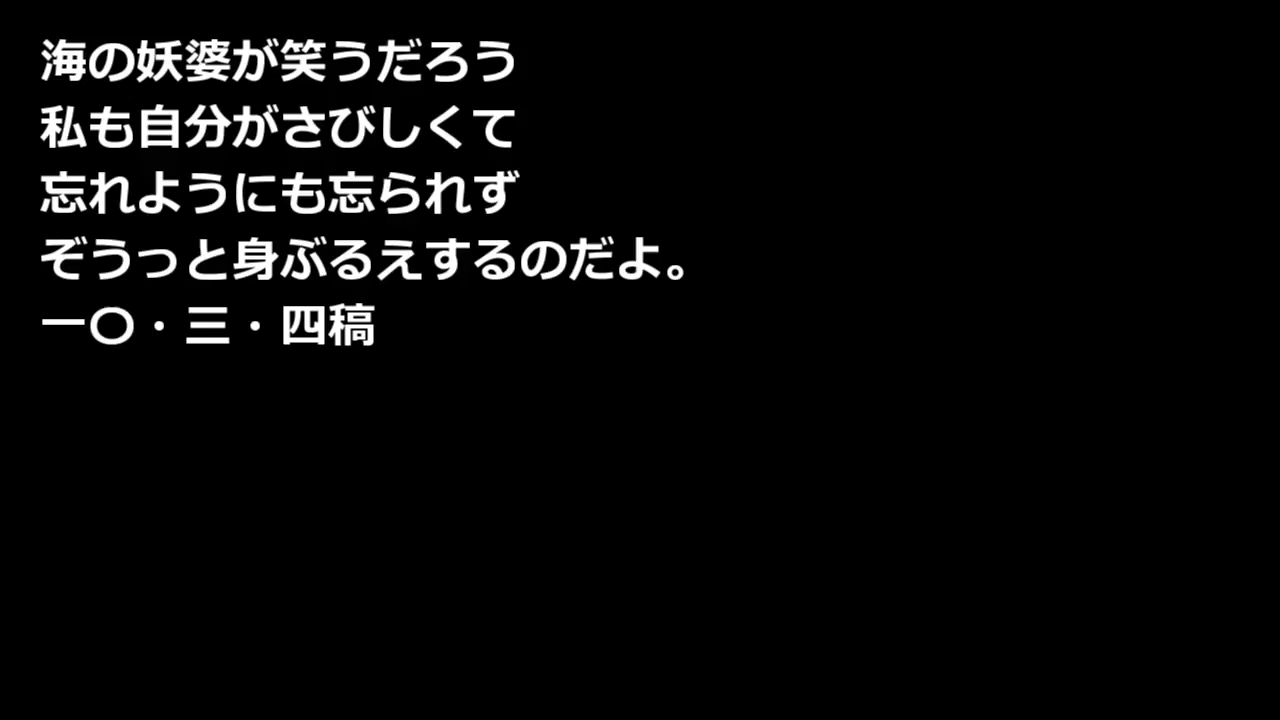 海の妖婆が笑うだろう
私も自分がさびしくて
忘れようにも忘られず
ぞうっと身ぶるえするのだよ。
一〇・三・四稿